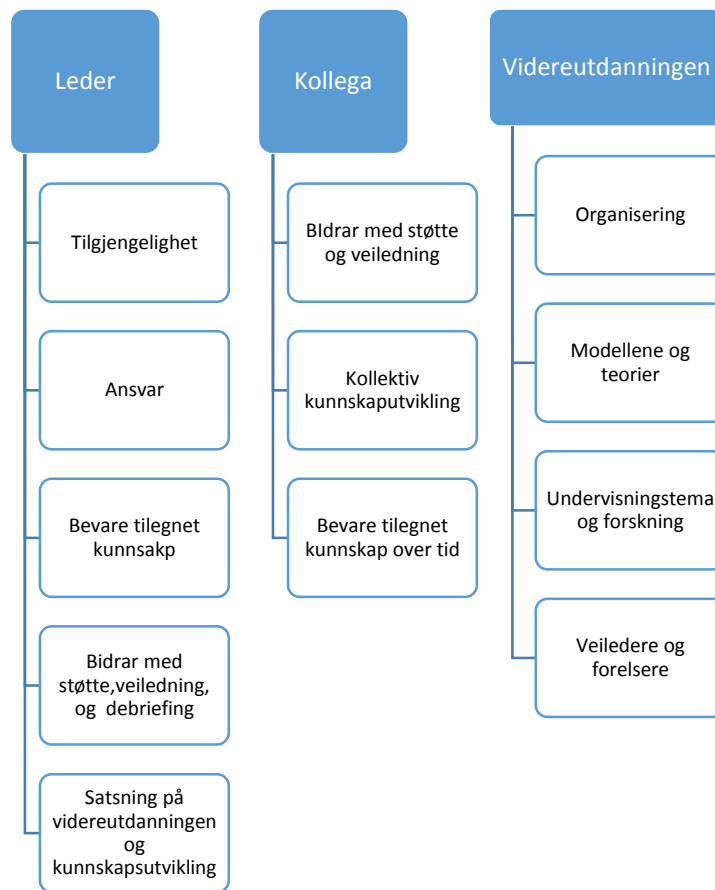 Leder
Tilgjengelighet
Ansvar
Bevare tilegnet
kunnsakp
Bidrar med
støtte,veiledning,
og debriefing
Satsning på
videreutdanningen
og
kunnskapsutvikling
Kollega
BIdrar med støtte
og veiledning
Kollektiv
kunnskaputvikling
Bevare tilegnet
kunnskap over tid
Videreutdanningen
Organisering
Modellene og
teorier
Undervisningstema
og forskning
Veiledere og
forelsere